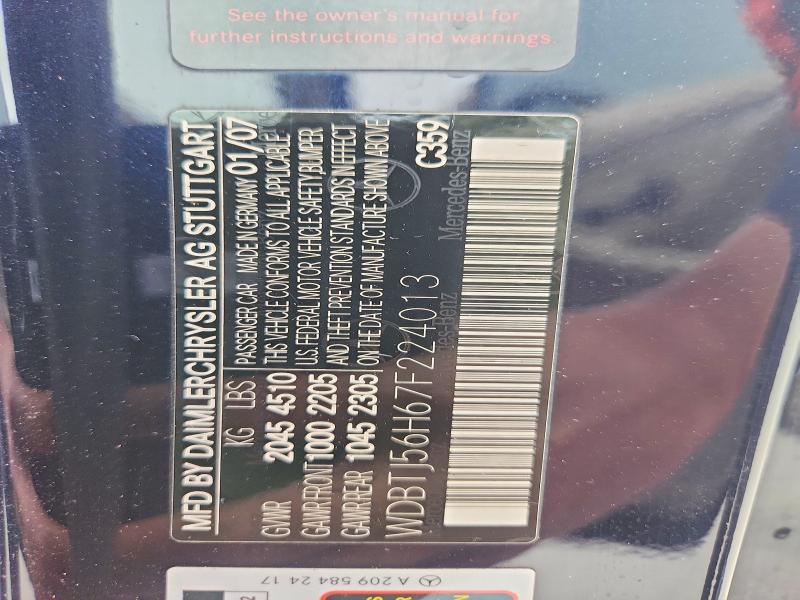 See the owner's manual for
further instructions and warnings.
MFD BY DAIMLERCHRYSLER AG STUTTGART
KG LBS
GVWR 2045 4510
GAWR FRONT 1000 2205
GAWR REAR 1045 2305
PASSENGER CAR MADE IN GERMANY 01/07
THIS VEHICLE CONFORMS TO ALL APPLICABLE
U.S. FEDERAL MOTOR VEHICLE SAFETY BUMPER
AND THEFT PREVENTION STANDARDS IN EFFECT
ON THE DATE OF MANUFACTURE SHOWN ABOVE
WDBTJ56H67F224013 C359
Mercedes-Benz
A 209 584 24 17